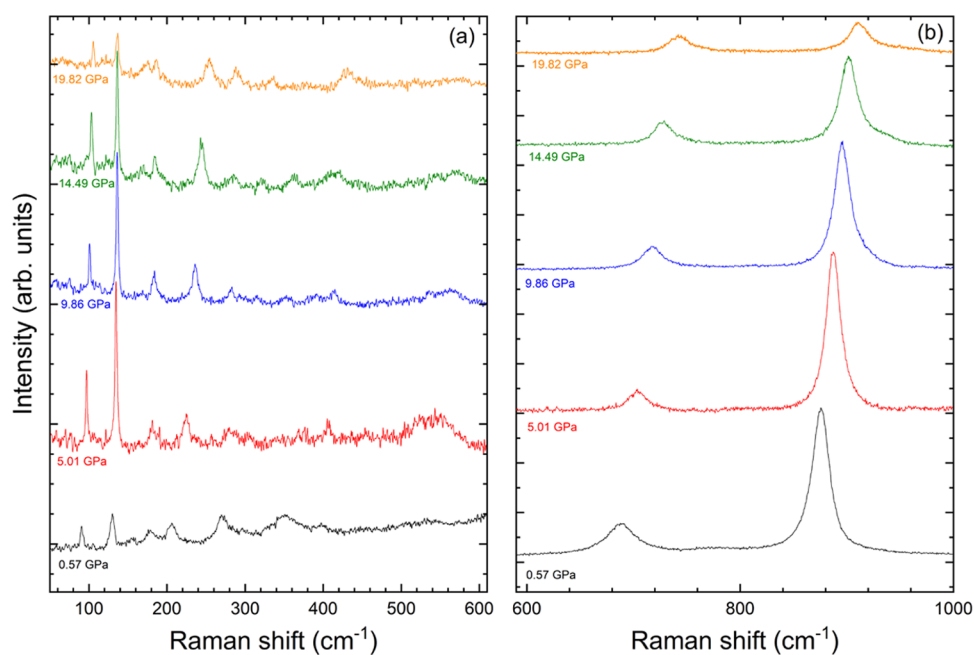 (a)
19.82 GPa
14.49 GPa
9.86 GPa
5.01 GPa
0.57 GPa
100 200 300 400 500 600
Raman shift (cm⁻¹)
Intensity (arb. units)
(b)
19.82 GPa
14.49 GPa
9.86 GPa
5.01 GPa
0.57 GPa
600 800 1000
Raman shift (cm⁻¹)